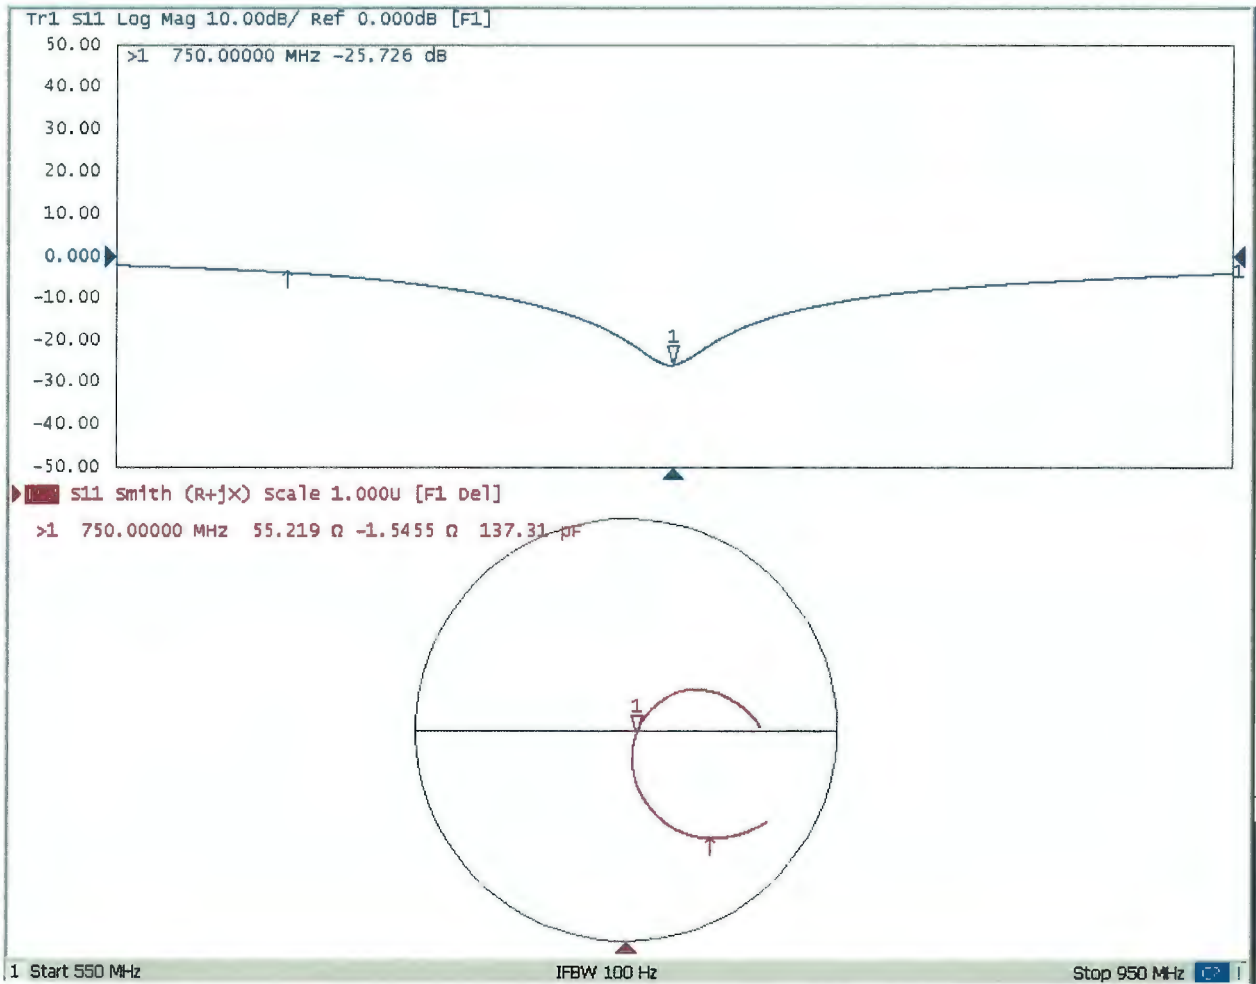 Tr1 S11 Log Mag 10.00dB/ Ref 0.000dB [F1]
50.00
>1 750.00000 MHz -25.726 dB
40.00
30.00
20.00
10.00
0.000
1
-10.00
-20.00
1
-30.00
-40.00
-50.00
S11 Smith (R+jX) Scale 1.000U [F1 Del]
>1 750.00000 MHz 55.219 Ω -1.5455 Ω 137.31 pF
1
1 Start 550 MHz IFBW 100 Hz Stop 950 MHz